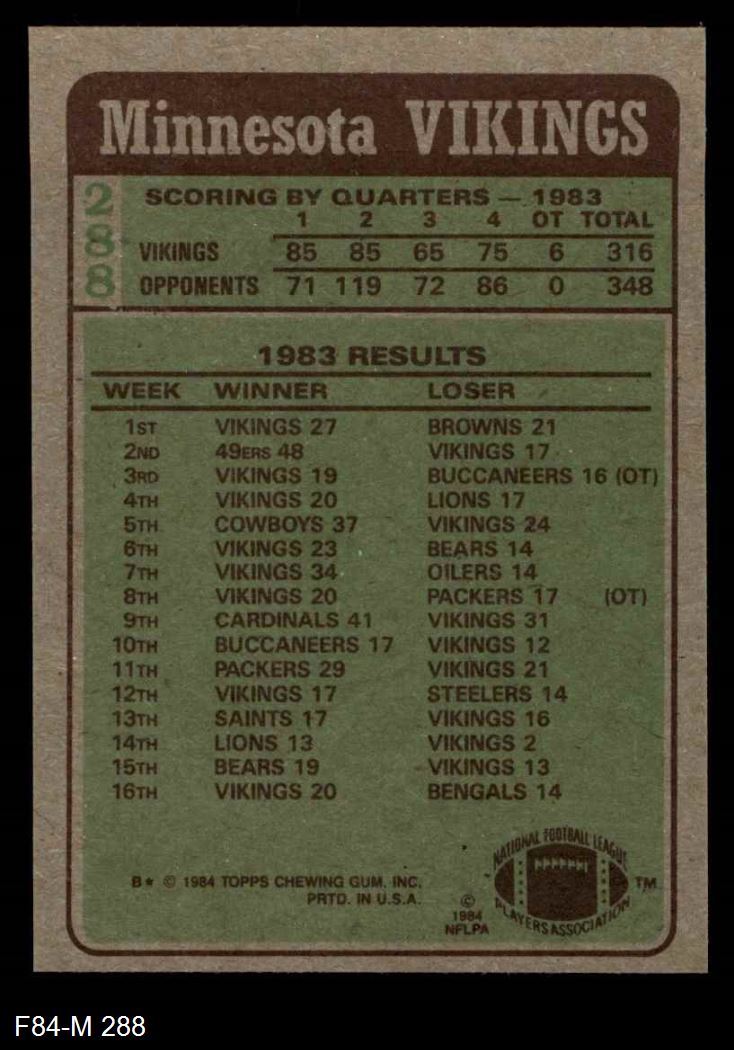 Minnesota VIKINGS
288
SCORING BY QUARTERS — 1983
1 2 3 4 OT TOTAL
VIKINGS 85 85 65 75 6 316
OPPONENTS 71 119 72 86 0 348
1983 RESULTS
WEEK WINNER LOSER
1ST VIKINGS 27 BROWNS 21
2ND 49ERS 48 VIKINGS 17
3RD VIKINGS 19 BUCCANEERS 16 (OT)
4TH VIKINGS 20 LIONS 17
5TH COWBOYS 37 VIKINGS 24
6TH VIKINGS 23 BEARS 14
7TH VIKINGS 34 OILERS 14
8TH VIKINGS 20 PACKERS 17 (OT)
9TH CARDINALS 41 VIKINGS 31
10TH BUCCANEERS 17 VIKINGS 12
11TH PACKERS 29 VIKINGS 21
12TH VIKINGS 17 STEELERS 14
13TH SAINTS 17 VIKINGS 16
14TH LIONS 13 VIKINGS 2
15TH BEARS 19 VIKINGS 13
16TH VIKINGS 20 BENGALS 14
B* © 1984 TOPPS CHEWING GUM, INC.
PRTD. IN U.S.A.
©
1984
NFLPA
NATIONAL FOOTBALL LEAGUE
PLAYERS ASSOCIATION
TM
F84-M 288